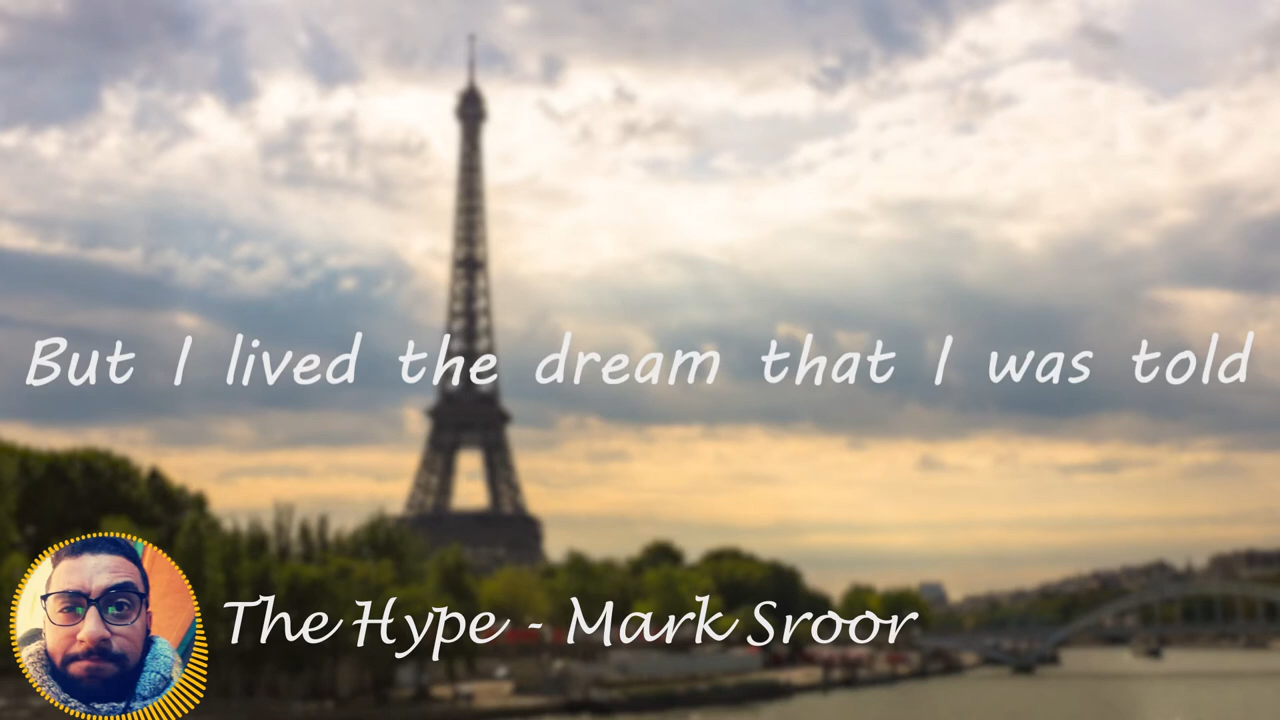 But I lived the dream that I was told
The Hype - Mark Sroor